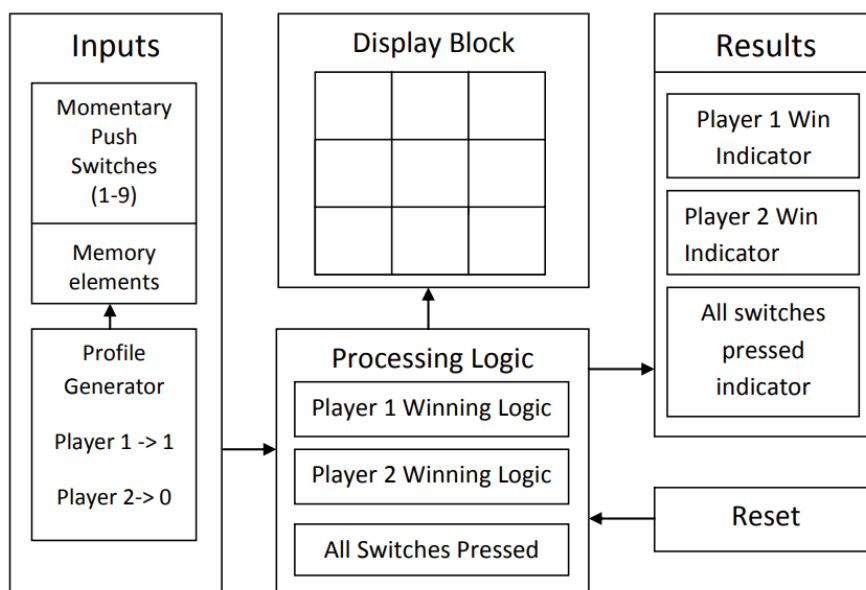 Inputs
Momentary
Push
Switches
(1-9)
Memory
elements
Profile
Generator
Player 1 -> 1
Player 2-> 0
Display Block
Processing Logic
Player 1 Winning Logic
Player 2 Winning Logic
All Switches Pressed
Results
Player 1 Win
Indicator
Player 2 Win
Indicator
All switches
pressed
indicator
Reset